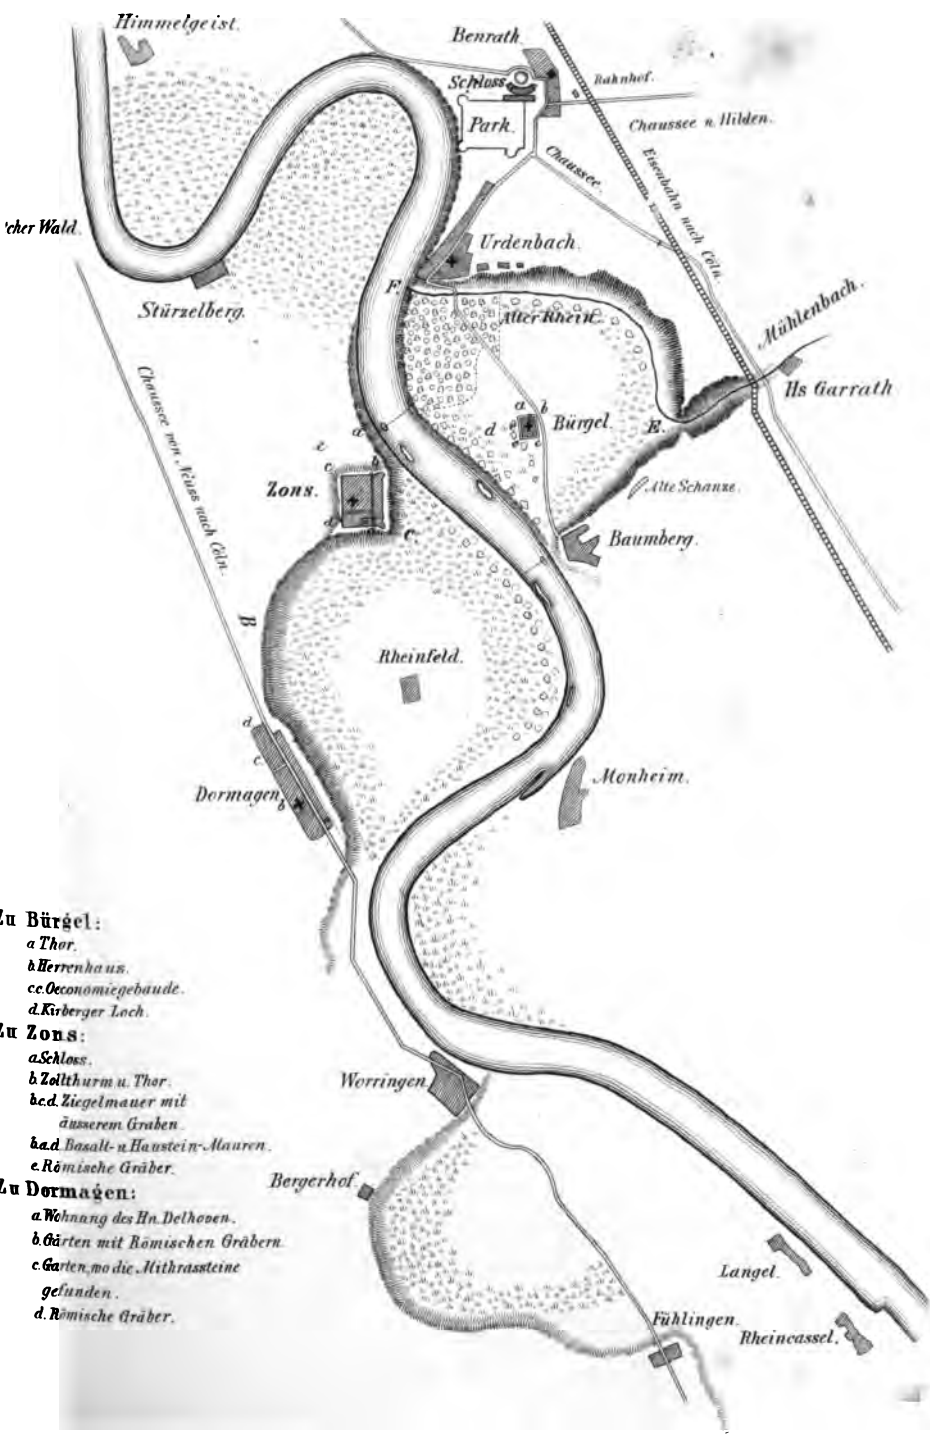 Himmelgeist.
Benrath.
Schloss
Bahnhof.
Park.
Chaussee n. Hilden.
Chaussee.
Eisenbahn nach Cöln.
'cher Wald.
Urdenbach.
F
Stürzelberg.
Alter Rhein.
Mühlenbach.
Hs Garrath
Chaussee von Neuss nach Cöln.
a b
d
Bürgel.
E.
a
c b
Zons.
Alte Schanze.
d
C.
Baumberg.
B
Rheinfeld.
d
c.
Monheim.
Dormagen.
b
Zu Bürgel:
a Thor.
b. Herrenhaus.
c.c. Oeconomiegebaude.
d. Kirberger Loch.
Zu Zons:
a. Schloss.
b. Zollthurm u. Thor.
b.c.d. Ziegelmauer mit
äusserem Graben.
b.a.d. Basalt- u. Haustein-Mauren.
e. Römische Gräber.
Zu Dormagen:
a. Wohnung des Hn. Delhoven.
b. Gärten mit Römischen Gräbern.
c. Garten, wo die Mithrassteine
gefunden.
d. Römische Gräber.
Worringen.
Bergerhof.
Langel.
Fühlingen.
Rheincassel.